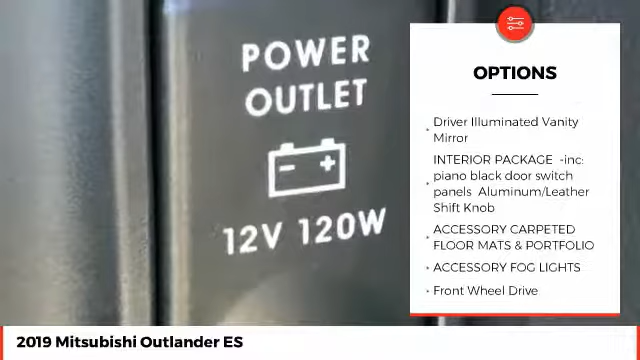 POWER
OUTLET
12V 120W
OPTIONS
Driver Illuminated Vanity
Mirror
INTERIOR PACKAGE -inc:
piano black door switch
panels Aluminum/Leather
Shift Knob
ACCESSORY CARPETED
FLOOR MATS & PORTFOLIO
ACCESSORY FOG LIGHTS
Front Wheel Drive
2019 Mitsubishi Outlander ES